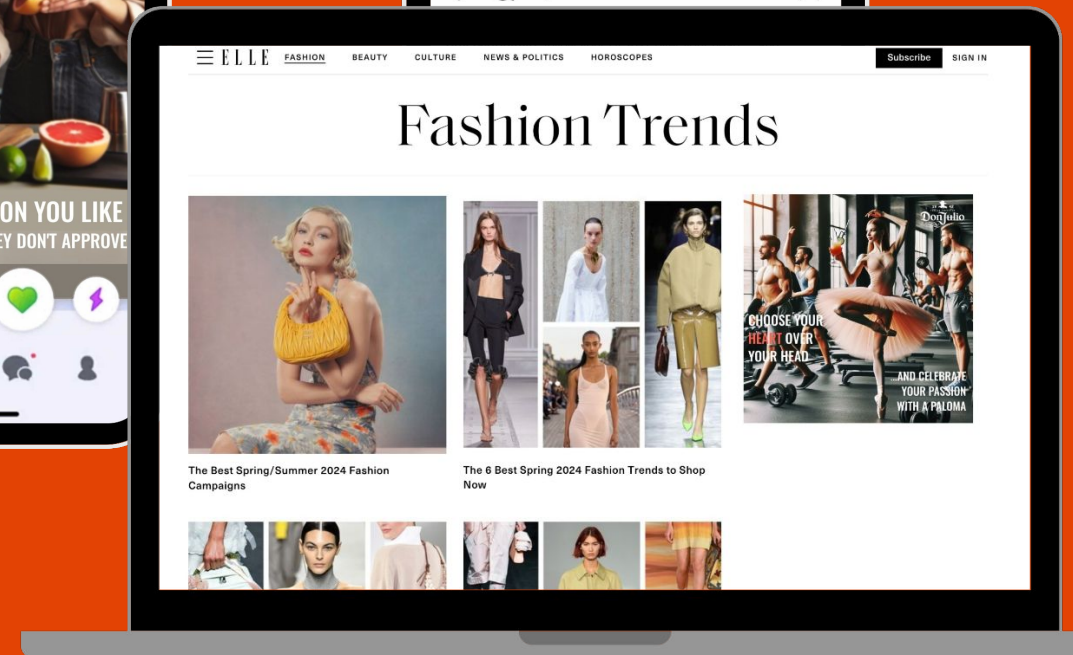 ON YOU LIKE
EY DON'T APPROVE
ELLE
FASHION
BEAUTY
CULTURE
NEWS & POLITICS
HOROSCOPES
Subscribe
SIGN IN
Fashion Trends
The Best Spring/Summer 2024 Fashion
Campaigns
The 6 Best Spring 2024 Fashion Trends to Shop
Now
Don Julio
CHOOSE YOUR
HEART OVER
YOUR HEAD
...AND CELEBRATE
YOUR PASSION
WITH A PALOMA